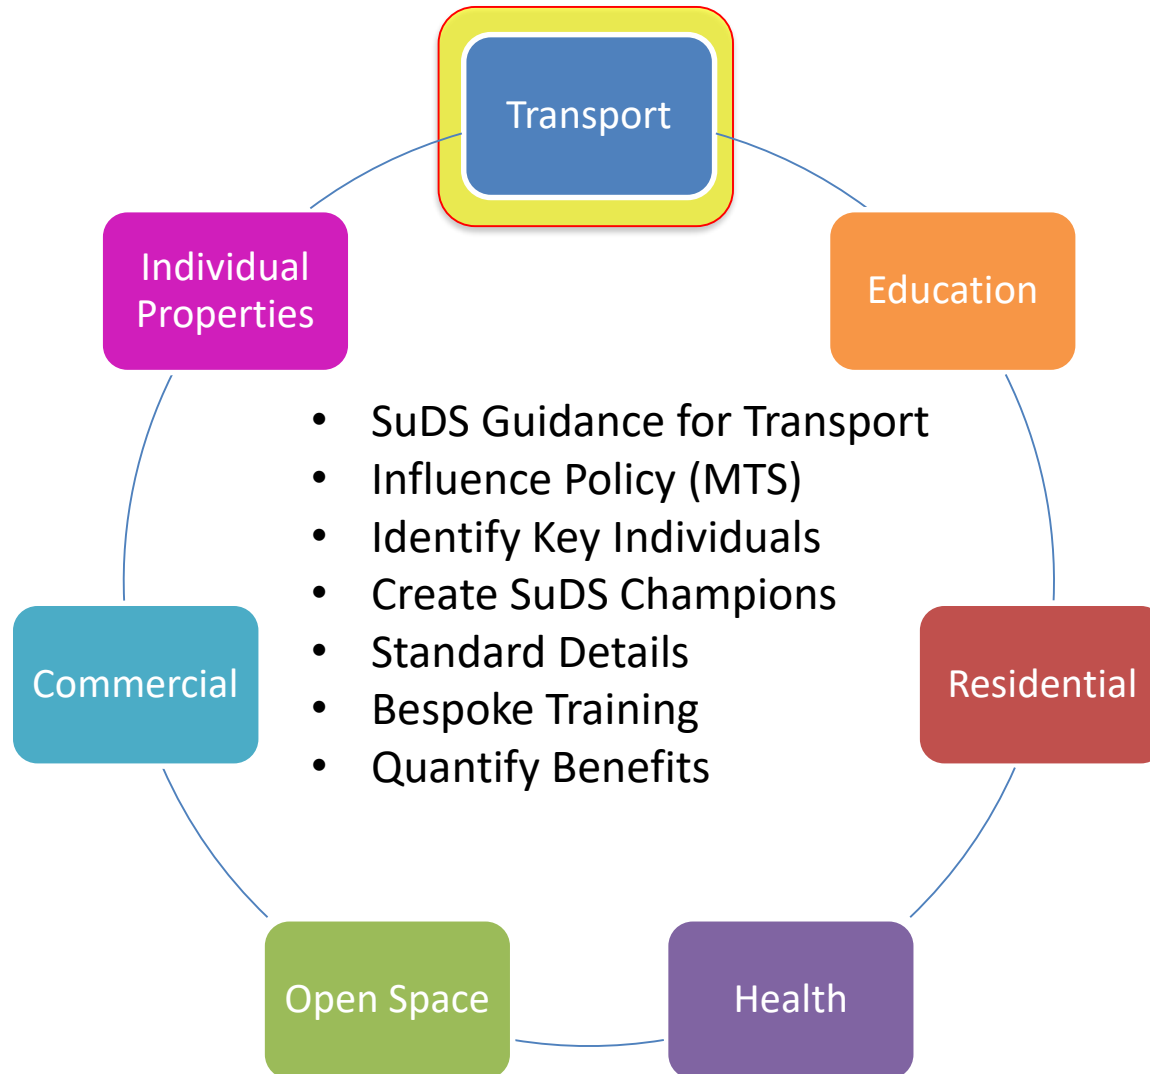 Transport
Individual
Properties
Education
• SuDS Guidance for Transport
• Influence Policy (MTS)
• Identify Key Individuals
• Create SuDS Champions
• Standard Details
• Bespoke Training
• Quantify Benefits
Commercial
Residential
Open Space
Health